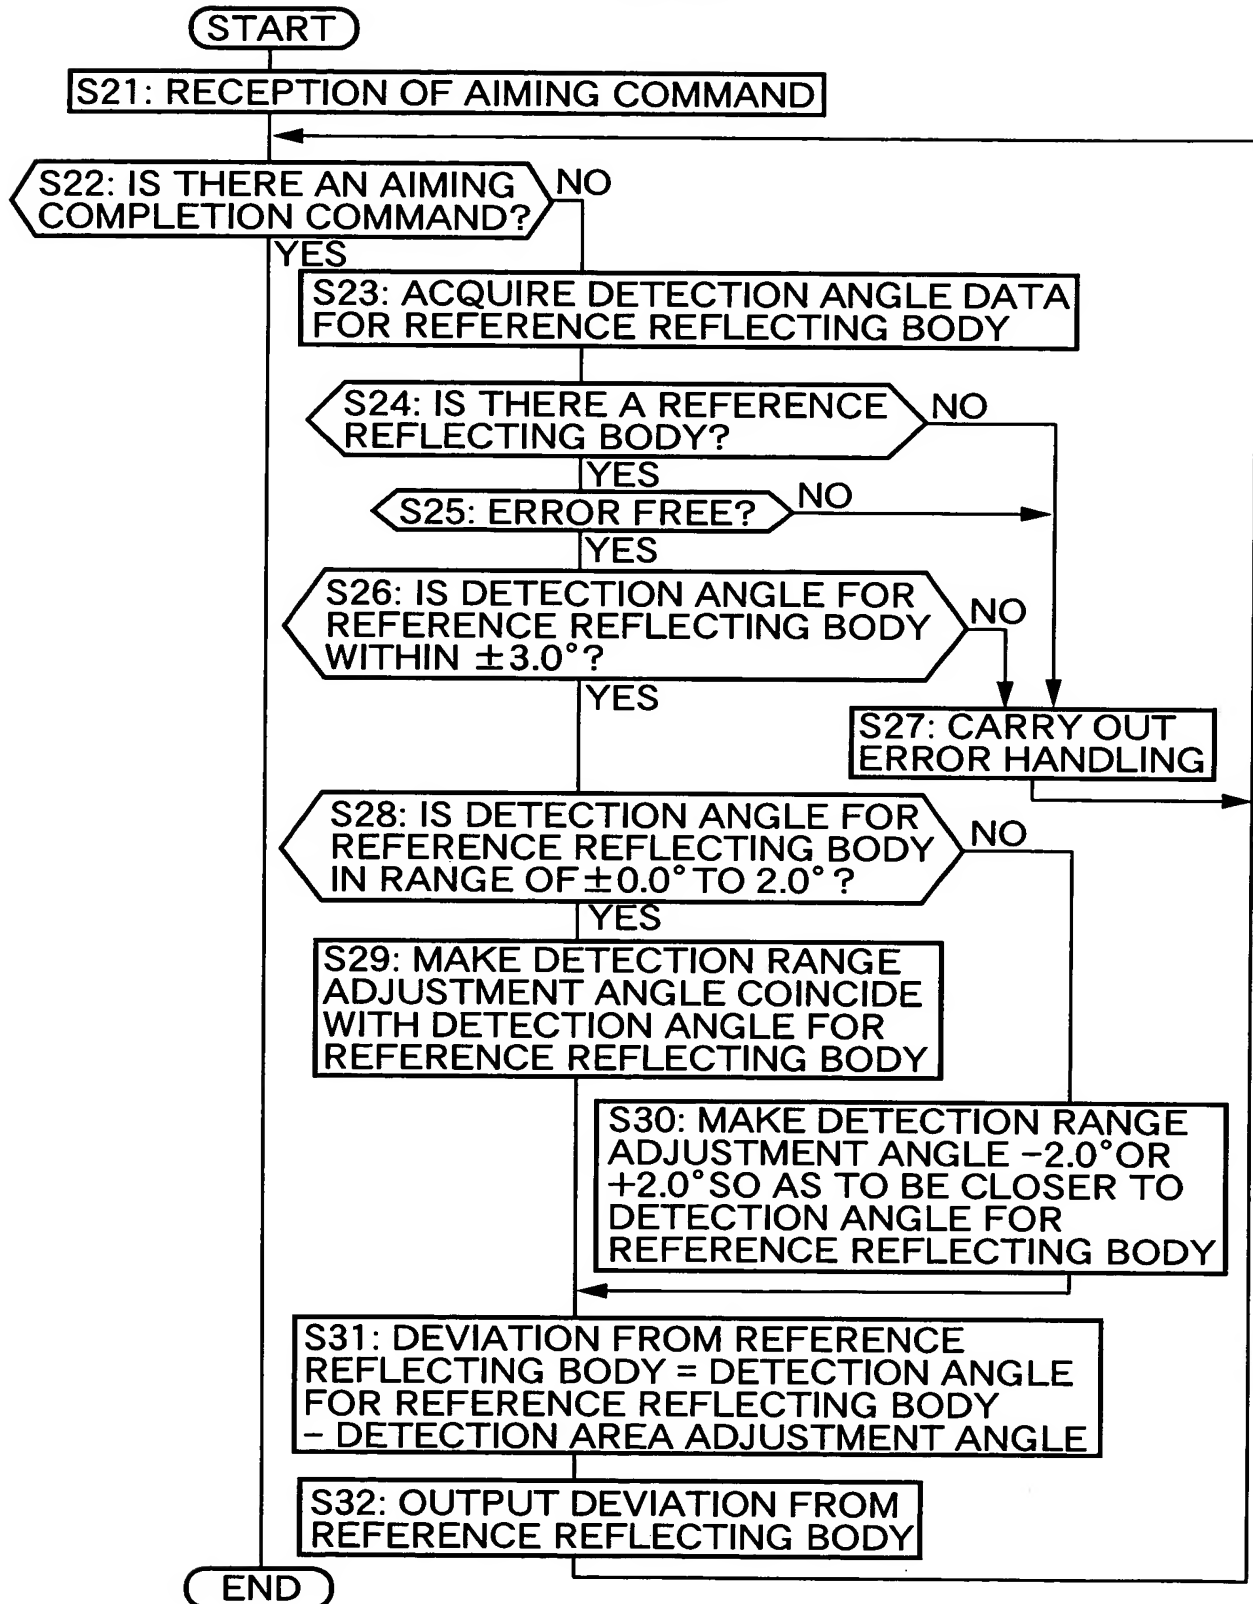 START
S21: RECEPTION OF AIMING COMMAND
S22: IS THERE AN AIMING
COMPLETION COMMAND?
NO
YES
S23: ACQUIRE DETECTION ANGLE DATA
FOR REFERENCE REFLECTING BODY
S24: IS THERE A REFERENCE
REFLECTING BODY?
NO
YES
S25: ERROR FREE?
NO
YES
S26: IS DETECTION ANGLE FOR
REFERENCE REFLECTING BODY
WITHIN ±3.0°?
NO
YES
S27: CARRY OUT
ERROR HANDLING
S28: IS DETECTION ANGLE FOR
REFERENCE REFLECTING BODY
IN RANGE OF ±0.0° TO 2.0°?
NO
YES
S29: MAKE DETECTION RANGE
ADJUSTMENT ANGLE COINCIDE
WITH DETECTION ANGLE FOR
REFERENCE REFLECTING BODY
S30: MAKE DETECTION RANGE
ADJUSTMENT ANGLE −2.0° OR
+2.0° SO AS TO BE CLOSER TO
DETECTION ANGLE FOR
REFERENCE REFLECTING BODY
S31: DEVIATION FROM REFERENCE
REFLECTING BODY = DETECTION ANGLE
FOR REFERENCE REFLECTING BODY
− DETECTION AREA ADJUSTMENT ANGLE
S32: OUTPUT DEVIATION FROM
REFERENCE REFLECTING BODY
END